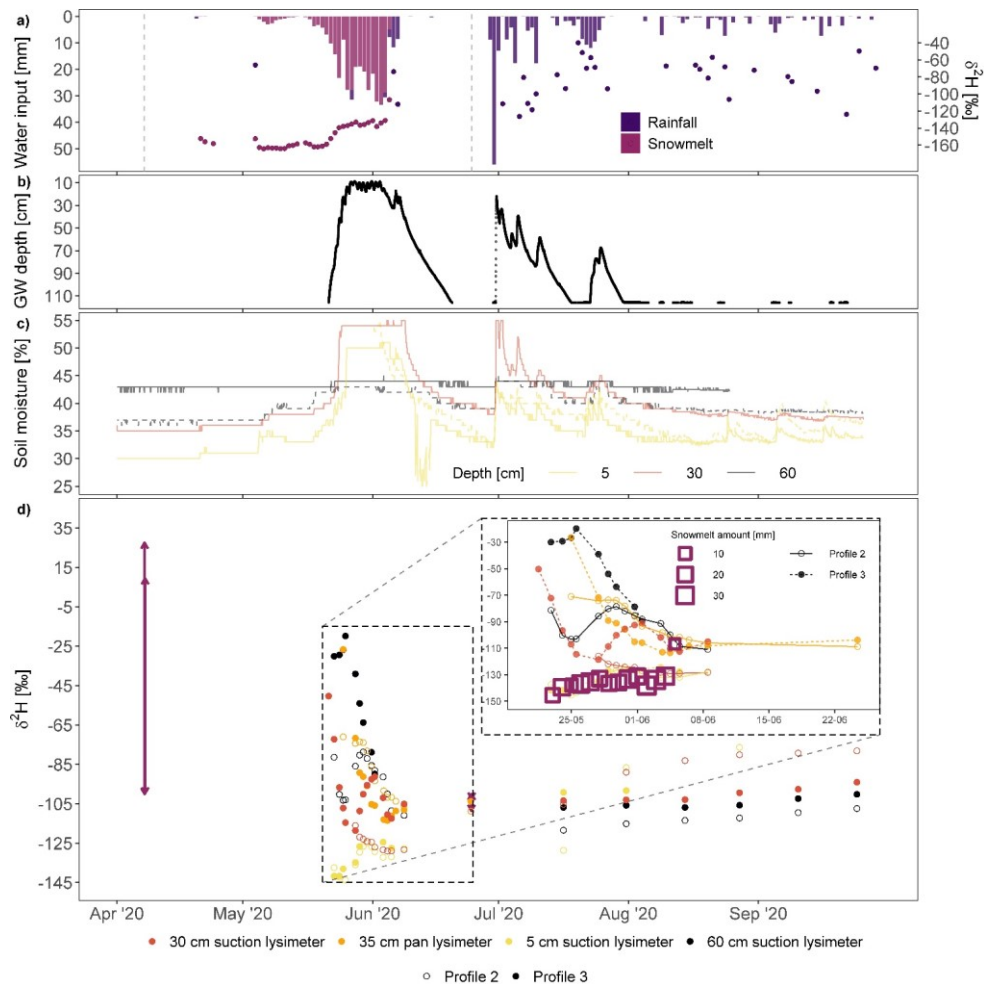 a)
Water input [mm]
0
10
20
30
40
50
-40
-60
-80
-100
-120
-140
-160
δ²H [‰]
Rainfall
Snowmelt
b)
GW depth [cm]
10
30
50
70
90
110
c)
Soil moisture [%]
55
50
45
40
35
30
25
Depth [cm] 5 30 60
d)
δ²H [‰]
35
15
-5
-25
-45
-65
-85
-105
-125
-145
-30
-50
-70
-90
-110
-130
-150
Snowmelt amount [mm]
10 Profile 2
20 Profile 3
30
25-05 01-06 08-06 15-06 22-06
Apr '20 May '20 Jun '20 Jul '20 Aug '20 Sep '20
30 cm suction lysimeter 35 cm pan lysimeter 5 cm suction lysimeter 60 cm suction lysimeter
Profile 2 Profile 3